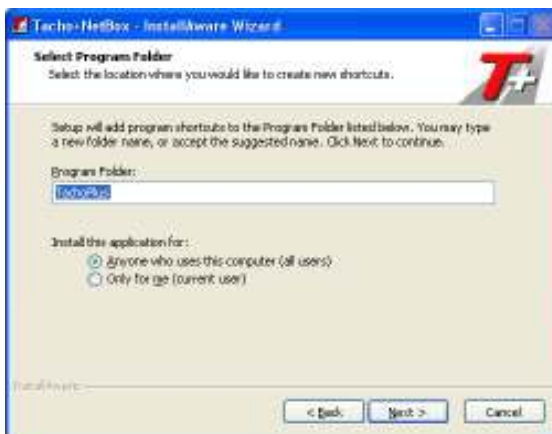 Tacho+NetBox - InstallAware Wizard
Select Program Folder
Select the location where you would like to create new shortcuts.
T+
Setup will add program shortcuts to the Program Folder listed below. You may type
a new folder name, or accept the suggested name. Click Next to continue.
Program Folder:
TachoPlus
Install this application for:
Anyone who uses this computer (all users)
Only for me (current user)
InstallAware
< Back
Next >
Cancel